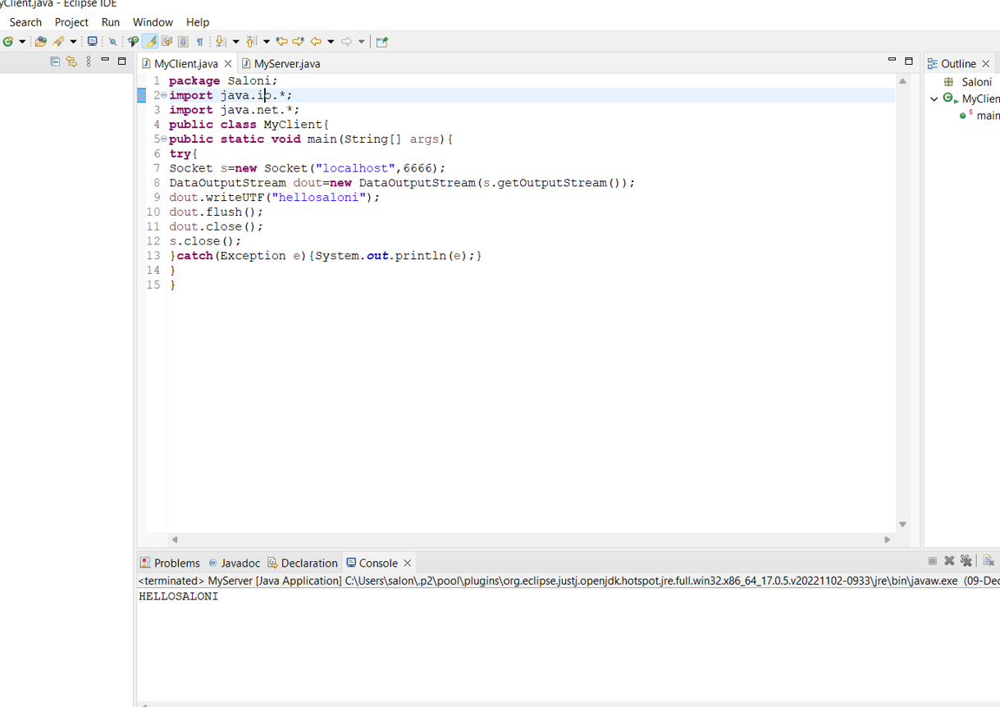 yClient.java - Eclipse IDE
Search Project Run Window Help
MyClient.java MyServer.java
Outline
1 package Saloni;
2 import java.io.*;
3 import java.net.*;
4 public class MyClient{
5 public static void main(String[] args){
6 try{
7 Socket s=new Socket("localhost",6666);
8 DataOutputStream dout=new DataOutputStream(s.getOutputStream());
9 dout.writeUTF("hellosaloni");
10 dout.flush();
11 dout.close();
12 s.close();
13 }catch(Exception e){System.out.println(e);}
14 }
15 }
Saloni
MyClien
S main
Problems @ Javadoc Declaration Console
<terminated> MyServer [Java Application] C:\Users\salon\.p2\pool\plugins\org.eclipse.justj.openjdk.hotspot.jre.full.win32.x86_64_17.0.5.v20221102-0933\jre\bin\javaw.exe (09-Dec
HELLOSALONI